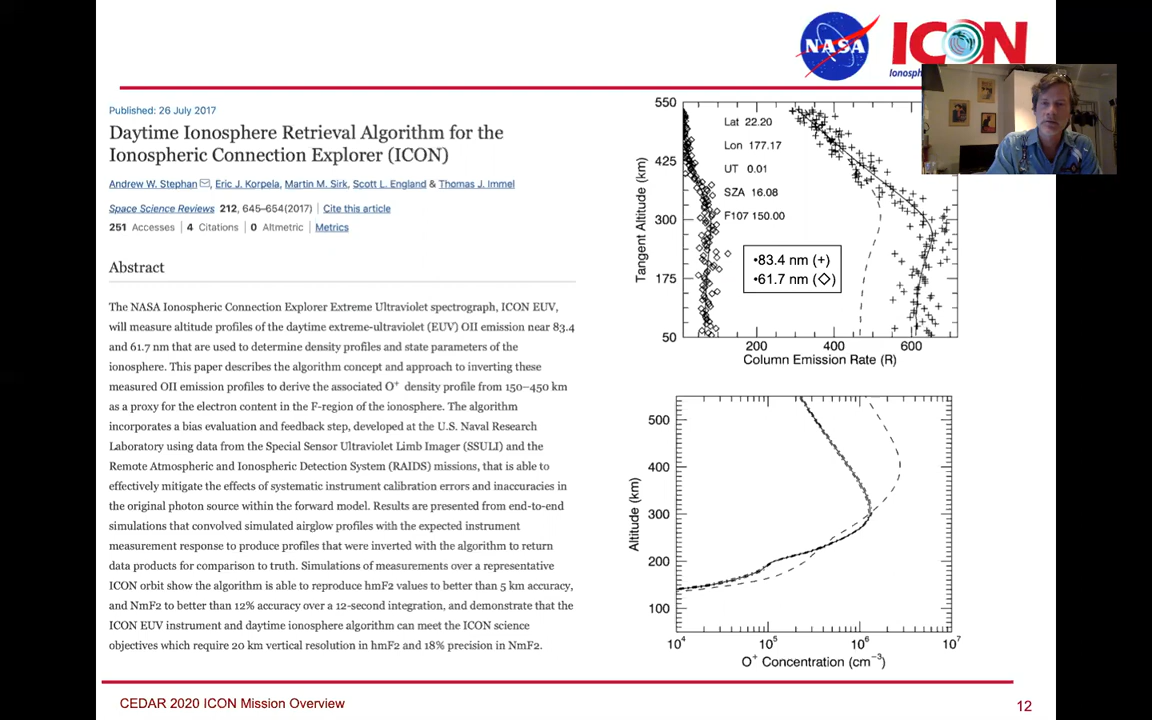 NASA
ICON
Ionosph
Published: 26 July 2017
Daytime Ionosphere Retrieval Algorithm for the
Ionospheric Connection Explorer (ICON)
Andrew W. Stephan, Eric J. Korpela, Martin M. Sirk, Scott L. England & Thomas J. Immel
Space Science Reviews 212, 645–654(2017) | Cite this article
251 Accesses | 4 Citations | 0 Altmetric | Metrics
Abstract
The NASA Ionospheric Connection Explorer Extreme Ultraviolet spectrograph, ICON EUV,
will measure altitude profiles of the daytime extreme-ultraviolet (EUV) OII emission near 83.4
and 61.7 nm that are used to determine density profiles and state parameters of the
ionosphere. This paper describes the algorithm concept and approach to inverting these
measured OII emission profiles to derive the associated O⁺ density profile from 150–450 km
as a proxy for the electron content in the F-region of the ionosphere. The algorithm
incorporates a bias evaluation and feedback step, developed at the U.S. Naval Research
Laboratory using data from the Special Sensor Ultraviolet Limb Imager (SSULI) and the
Remote Atmospheric and Ionospheric Detection System (RAIDS) missions, that is able to
effectively mitigate the effects of systematic instrument calibration errors and inaccuracies in
the original photon source within the forward model. Results are presented from end-to-end
simulations that convolved simulated airglow profiles with the expected instrument
measurement response to produce profiles that were inverted with the algorithm to return
data products for comparison to truth. Simulations of measurements over a representative
ICON orbit show the algorithm is able to reproduce hmF2 values to better than 5 km accuracy,
and NmF2 to better than 12% accuracy over a 12-second integration, and demonstrate that the
ICON EUV instrument and daytime ionosphere algorithm can meet the ICON science
objectives which require 20 km vertical resolution in hmF2 and 18% precision in NmF2.
550
425
300
175
50
Tangent Altitude (km)
Lat 22.20
Lon 177.17
UT 0.01
SZA 16.08
F107 150.00
•83.4 nm (+)
•61.7 nm (◇)
200 400 600
Column Emission Rate (R)
500
400
300
200
100
Altitude (km)
10⁴ 10⁵ 10⁶ 10⁷
O⁺ Concentration (cm⁻³)
CEDAR 2020 ICON Mission Overview
12